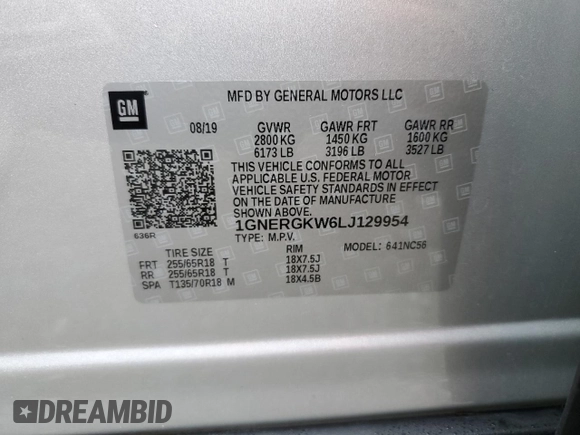 GM
MFD BY GENERAL MOTORS LLC
08/19 GVWR GAWR FRT GAWR RR
2800 KG 1450 KG 1600 KG
6173 LB 3196 LB 3527 LB
THIS VEHICLE CONFORMS TO ALL
APPLICABLE U.S. FEDERAL MOTOR
VEHICLE SAFETY STANDARDS IN EFFECT
ON THE DATE OF MANUFACTURE
SHOWN ABOVE.
1GNERGKW6LJ129954
636R
TYPE: M.P.V. MODEL: 641NC56
TIRE SIZE RIM
FRT 255/65R18 T 18X7.5J
RR 255/65R18 T 18X7.5J
SPA T135/70R18 M 18X4.5B
DREAMBID